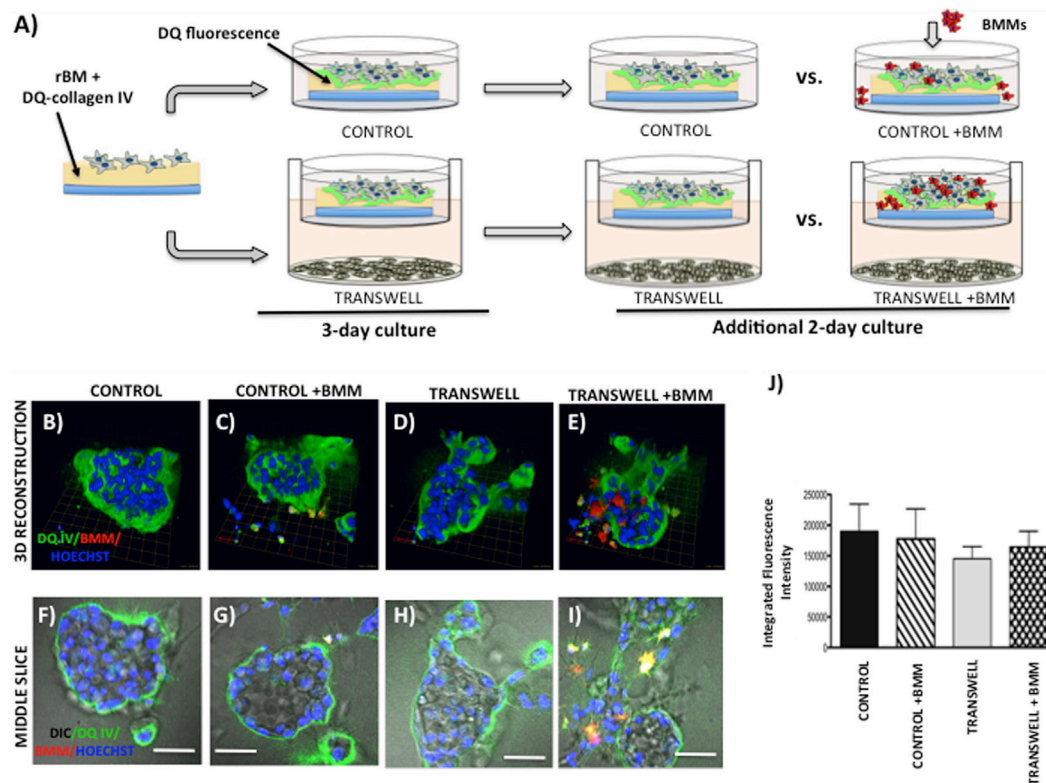 A)
DQ fluorescence
BMMs
rBM +
DQ-collagen IV
vs.
CONTROL
CONTROL
CONTROL +BMM
vs.
TRANSWELL
TRANSWELL
TRANSWELL +BMM
3-day culture
Additional 2-day culture
CONTROL
CONTROL +BMM
TRANSWELL
TRANSWELL +BMM
J)
3D RECONSTRUCTION
B)
C)
D)
E)
DQ IV/BMM/
HOECHST
MIDDLE SLICE
F)
G)
H)
I)
DIC/DQ IV/
BMM/HOECHST
Integrated Fluorescence
Intensity
250000
200000
150000
100000
50000
0
CONTROL
CONTROL +BMM
TRANSWELL
TRANSWELL + BMM